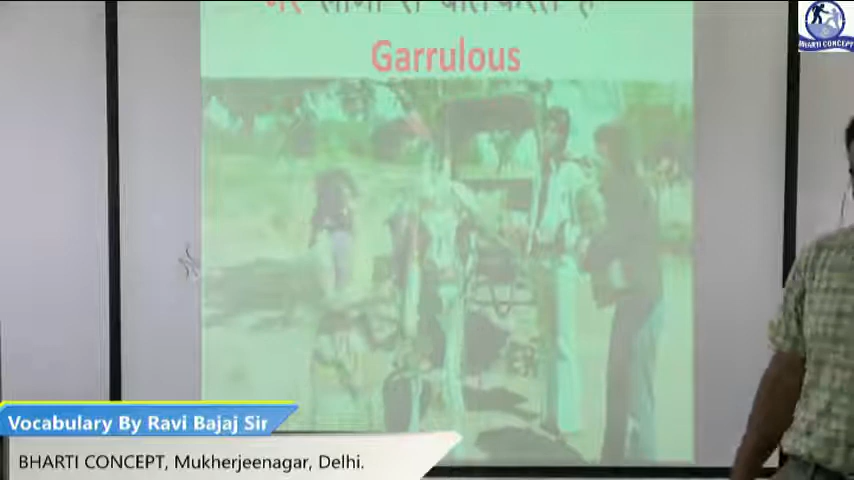 BHARTI CONCEPT
Garrulous
Vocabulary By Ravi Bajaj Sir
BHARTI CONCEPT, Mukherjeenagar, Delhi.